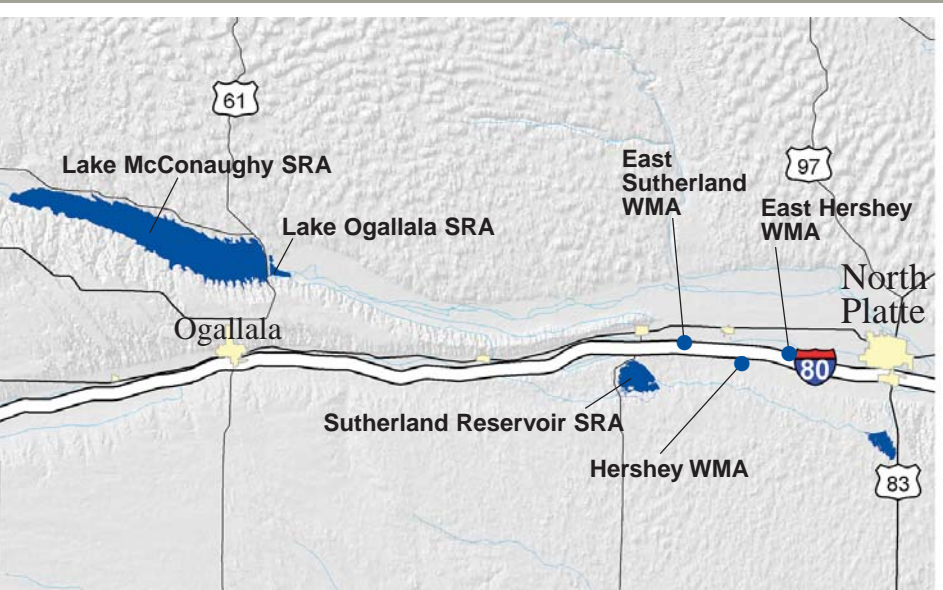 61
Lake McConaughy SRA
East
Sutherland
WMA
97
East Hershey
WMA
Lake Ogallala SRA
North
Platte
Ogallala
80
Sutherland Reservoir SRA
Hershey WMA
83